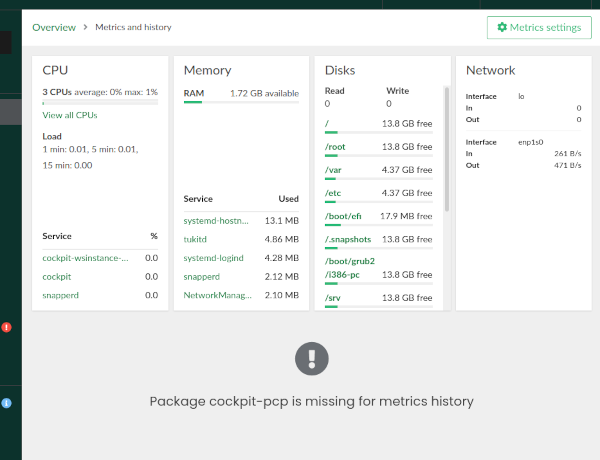 Overview > Metrics and history
Metrics settings
CPU
3 CPUs average: 0% max: 1%
View all CPUs
Load
1 min: 0.01, 5 min: 0.01,
15 min: 0.00
Service %
cockpit-wsinstance-... 0.0
cockpit 0.0
snapperd 0.0
Memory
RAM 1.72 GB available
Service Used
systemd-hostn... 13.1 MB
tukitd 4.86 MB
systemd-logind 4.28 MB
snapperd 2.12 MB
NetworkManag... 2.10 MB
Disks
Read Write
0 0
/ 13.8 GB free
/root 13.8 GB free
/var 4.37 GB free
/etc 4.37 GB free
/boot/efi 17.9 MB free
/.snapshots 13.8 GB free
/boot/grub2
/i386-pc 13.8 GB free
/srv 13.8 GB free
Network
Interface lo
In 0
Out 0
Interface enp1s0
In 261 B/s
Out 471 B/s
Package cockpit-pcp is missing for metrics history